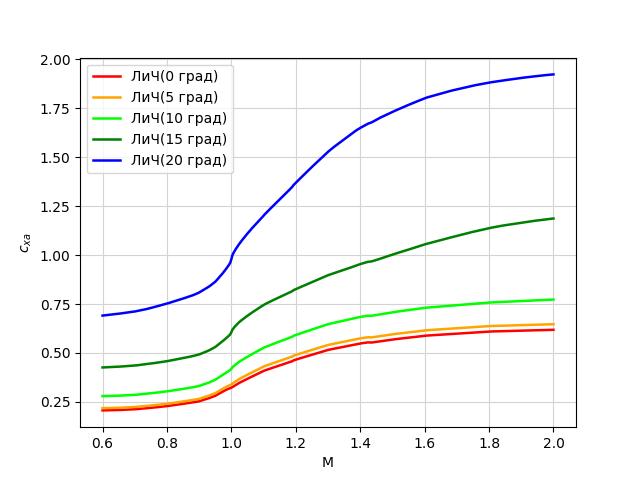 2.00
1.75
1.50
1.25
1.00
0.75
0.50
0.25
c_{xa}
ЛиЧ(0 град)
ЛиЧ(5 град)
ЛиЧ(10 град)
ЛиЧ(15 град)
ЛиЧ(20 град)
0.6 0.8 1.0 1.2 1.4 1.6 1.8 2.0
M